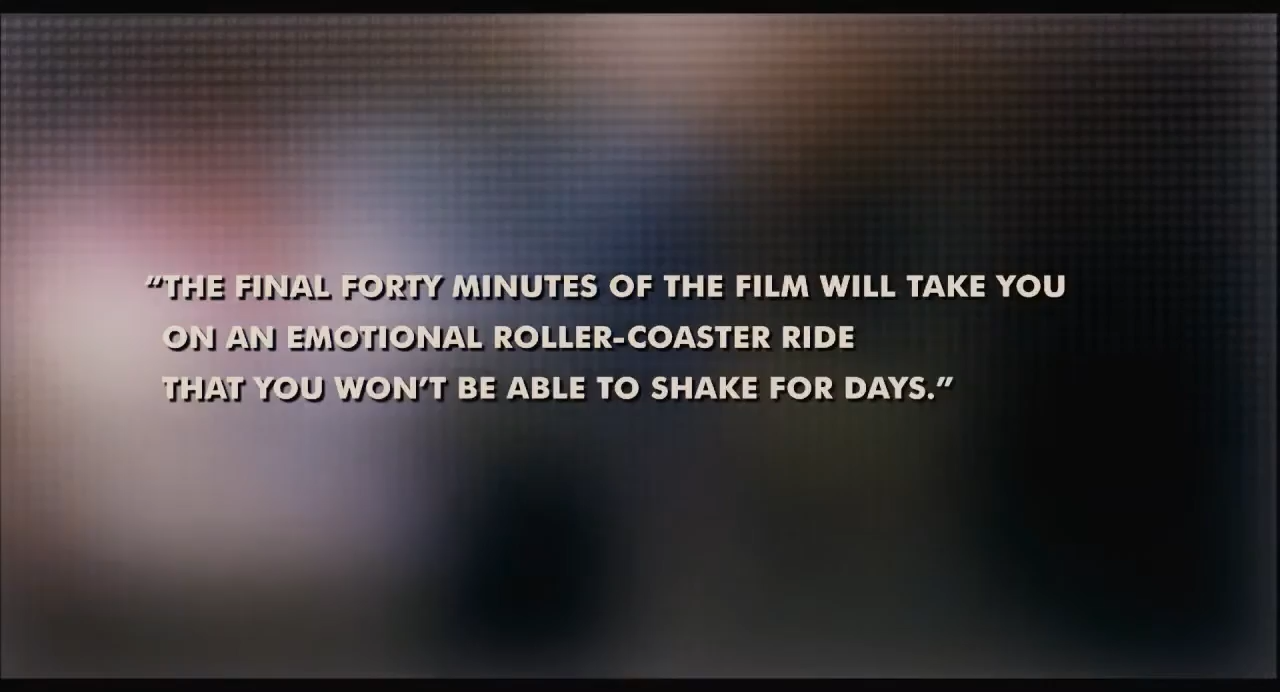 “THE FINAL FORTY MINUTES OF THE FILM WILL TAKE YOU
ON AN EMOTIONAL ROLLER-COASTER RIDE
THAT YOU WON’T BE ABLE TO SHAKE FOR DAYS.”